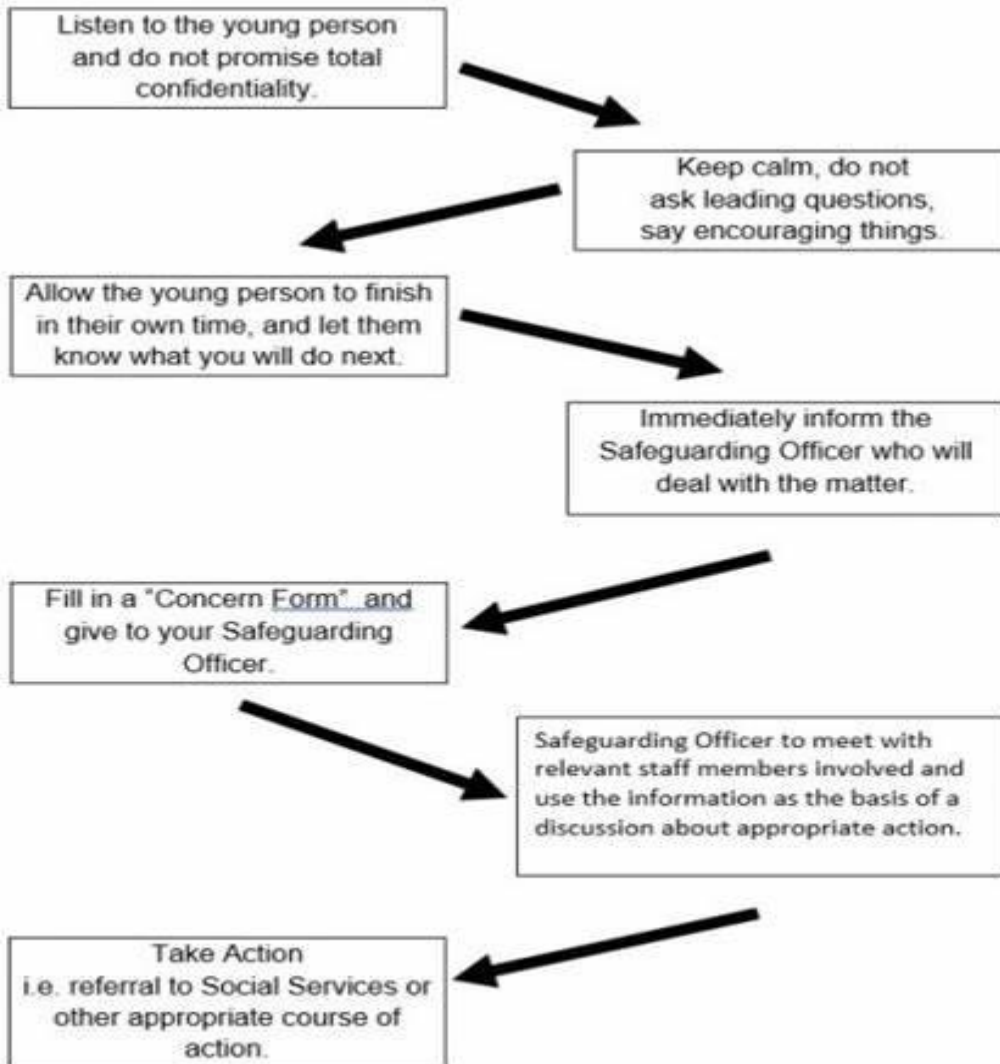 Listen to the young person
and do not promise total
confidentiality.
Keep calm, do not
ask leading questions,
say encouraging things.
Allow the young person to finish
in their own time, and let them
know what you will do next.
Immediately inform the
Safeguarding Officer who will
deal with the matter.
Fill in a "Concern Form" and
give to your Safeguarding
Officer.
Safeguarding Officer to meet with
relevant staff members involved and
use the information as the basis of a
discussion about appropriate action.
Take Action
i.e. referral to Social Services or
other appropriate course of
action.